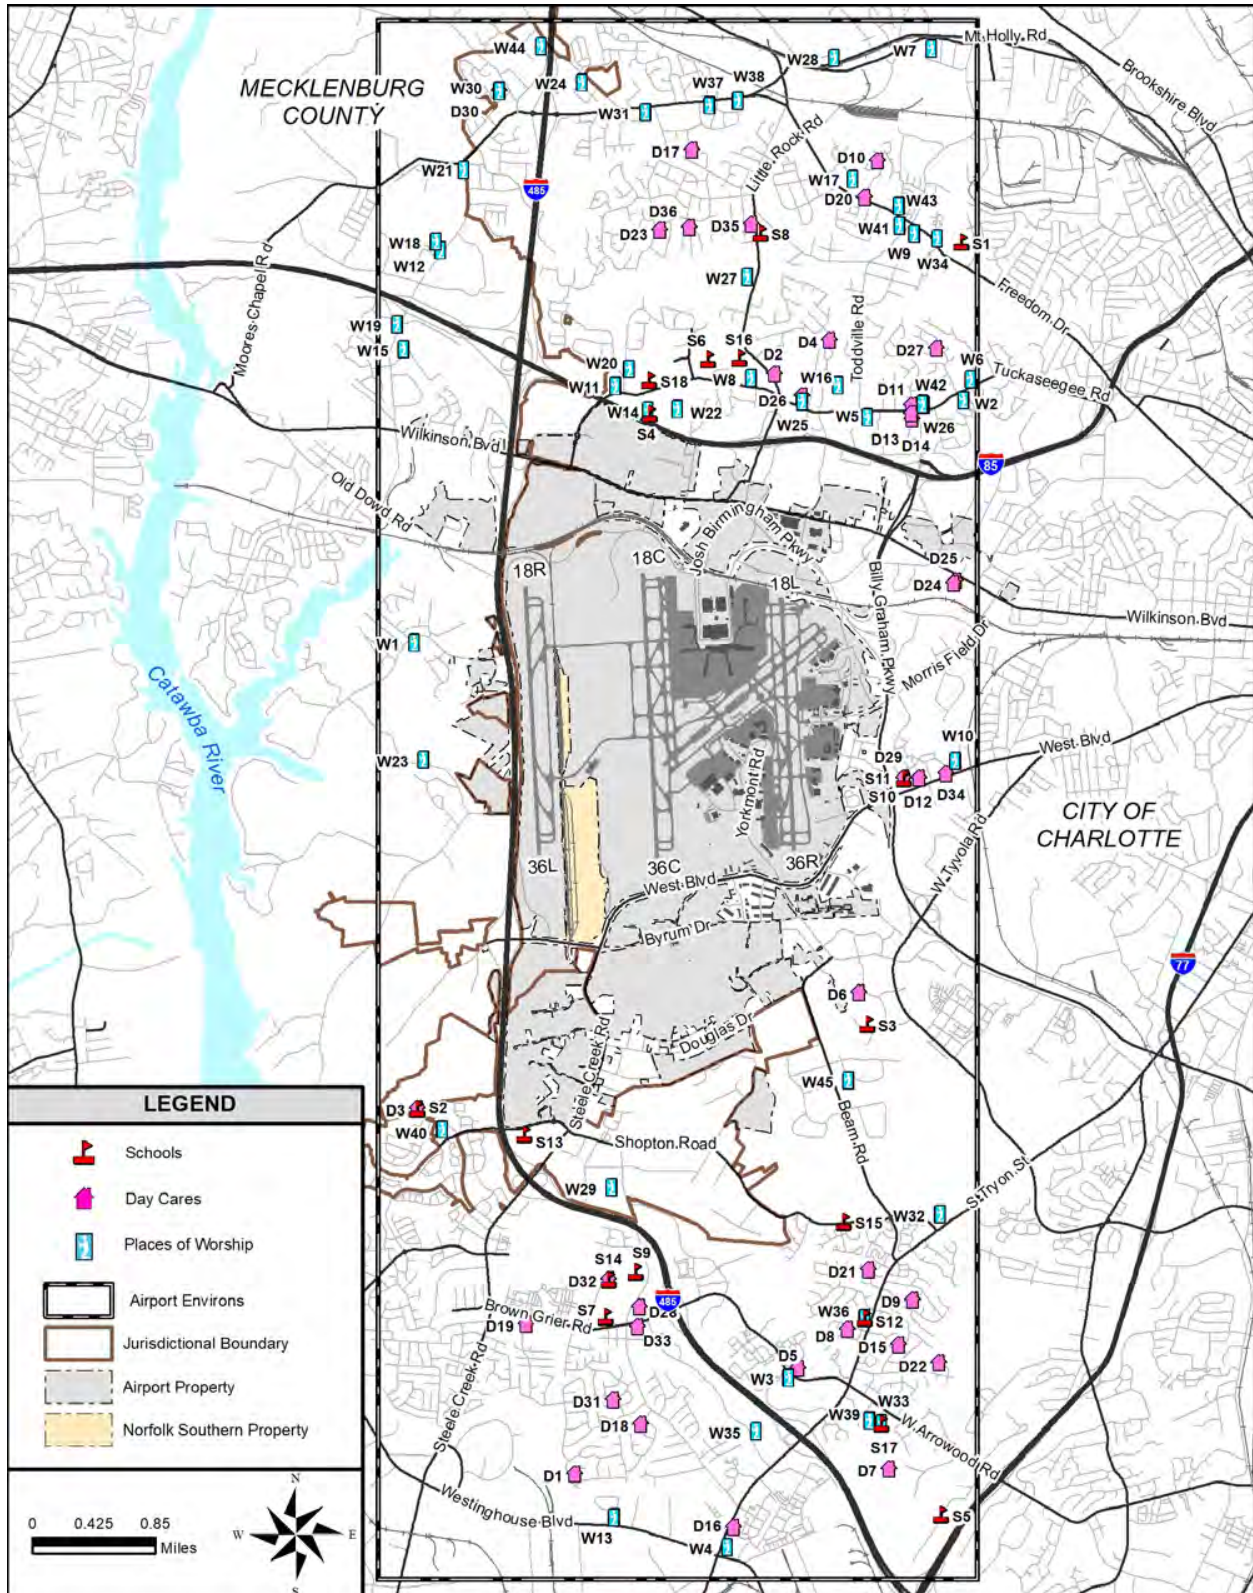 W44
W24
W28
W7
Mt Holly Rd
Brookshire Blvd
MECKLENBURG
COUNTY
W30
D30
W31
W37
W38
D17
Little Rock Rd
D10
W17
D20
W43
W21
485
D36
D23
D35
S8
W41
W9
W34
S1
W18
W12
W27
Moores Chapel Rd
Freedom Dr
W19
W15
S6
S16
D2
D4
Toddville Rd
D27
W6
Tuckaseegee Rd
W20
W11
S18
W8
W16
D11
W42
W2
W14
S4
W22
D26
W25
W5
D13
D14
W26
85
Wilkinson Blvd
Old Dowd Rd
Josh Birmingham Pkwy
18R
18C
18L
Billy Graham Pkwy
D25
D24
Wilkinson Blvd
Morris Field Dr
W1
Catawba River
W23
Yorkmont Rd
D29
S11
S10
D12
D34
W10
West Blvd
CITY OF
CHARLOTTE
W Tyvola Rd
36L
36C
36R
West Blvd
Byrum Dr
77
D6
S3
Steele Creek Rd
Douglas Dr
W45
Beam Rd
D3
S2
W40
S13
Shopton Road
S Tryon St
W29
S15
W32
S14
D32
S9
D21
485
S7
D28
D33
Brown Grier Rd
D19
W36
S12
D9
D8
D15
D22
D5
W3
Steele Creek Rd
D31
D18
W35
W39
W33
S17
W Arrowood Rd
D7
D1
Westinghouse Blvd
W13
D16
W4
S5
LEGEND
Schools
Day Cares
Places of Worship
Airport Environs
Jurisdictional Boundary
Airport Property
Norfolk Southern Property
0 0.425 0.85
Miles
N
W E
S